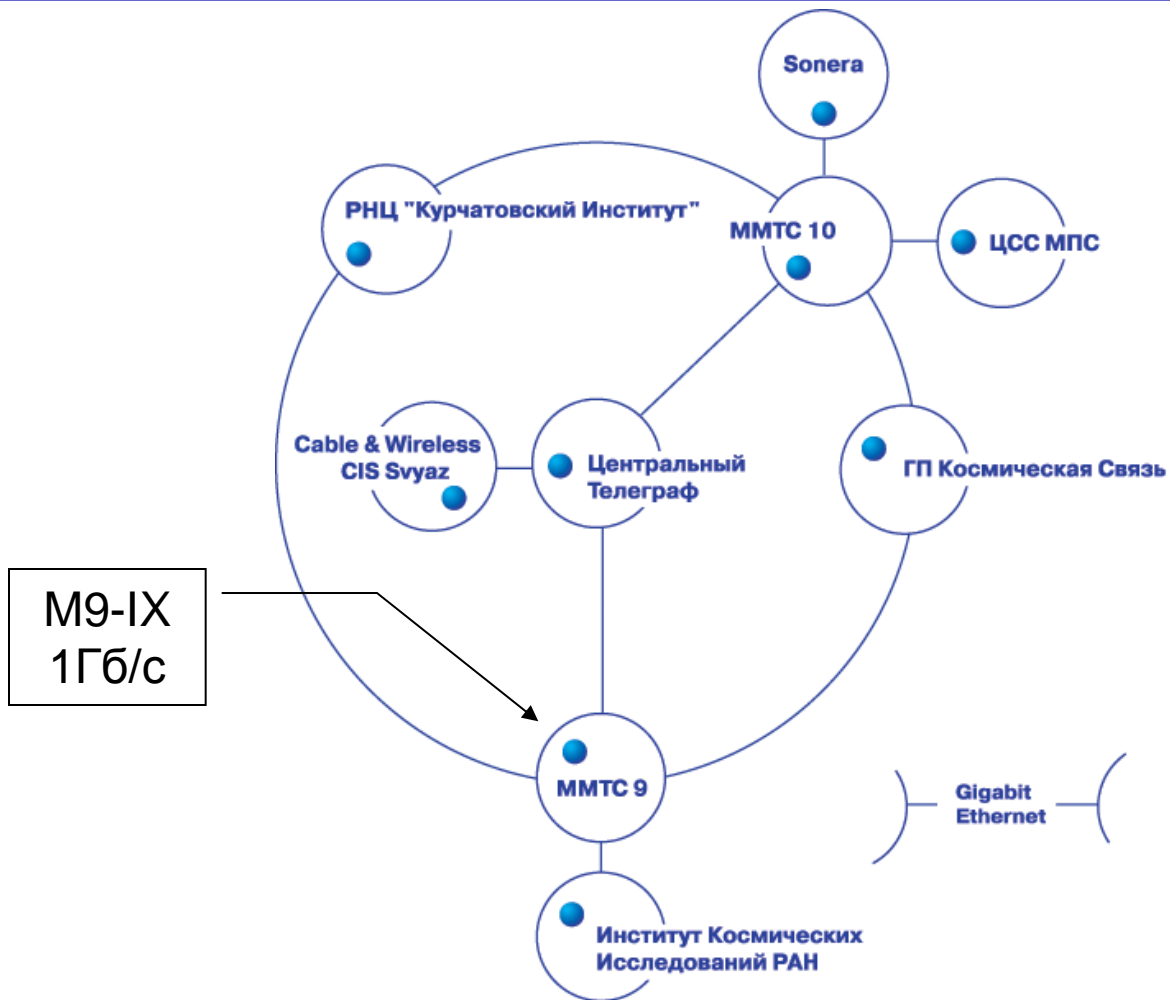 Sonera
РНЦ "Курчатовский Институт"
ММТС 10
ЦСС МПС
Cable & Wireless
CIS Svyaz
Центральный
Телеграф
ГП Космическая Связь
M9-IX
1Гб/с
ММТС 9
Gigabit
Ethernet
Институт Космических
Исследований РАН